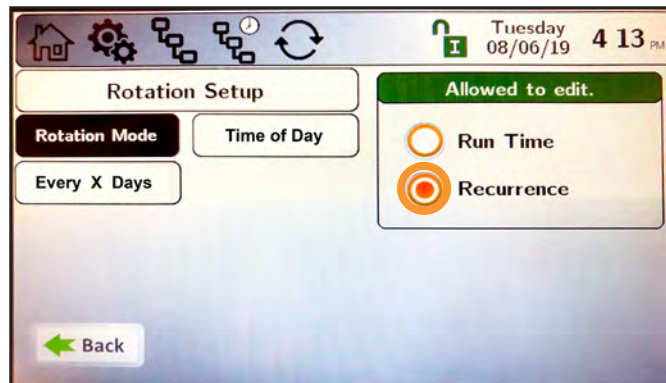 Tuesday
08/06/19
4 13 PM
I
Rotation Setup
Allowed to edit.
Rotation Mode
Time of Day
Run Time
Every X Days
Recurrence
Back